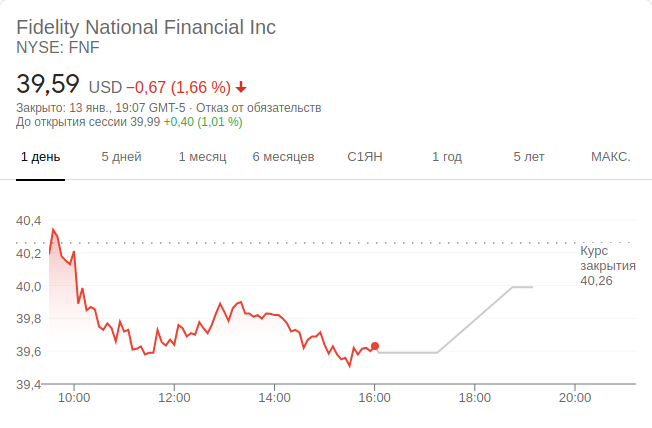 Fidelity National Financial Inc
NYSE: FNF
39,59 USD −0,67 (1,66 %)
Закрыто: 13 янв., 19:07 GMT-5 · Отказ от обязательств
До открытия сессии 39,99 +0,40 (1,01 %)
1 день 5 дней 1 месяц 6 месяцев С1ЯН 1 год 5 лет МАКС.
40,4
40,2
40,0
39,8
39,6
39,4
Курс
закрытия
40,26
10:00 12:00 14:00 16:00 18:00 20:00